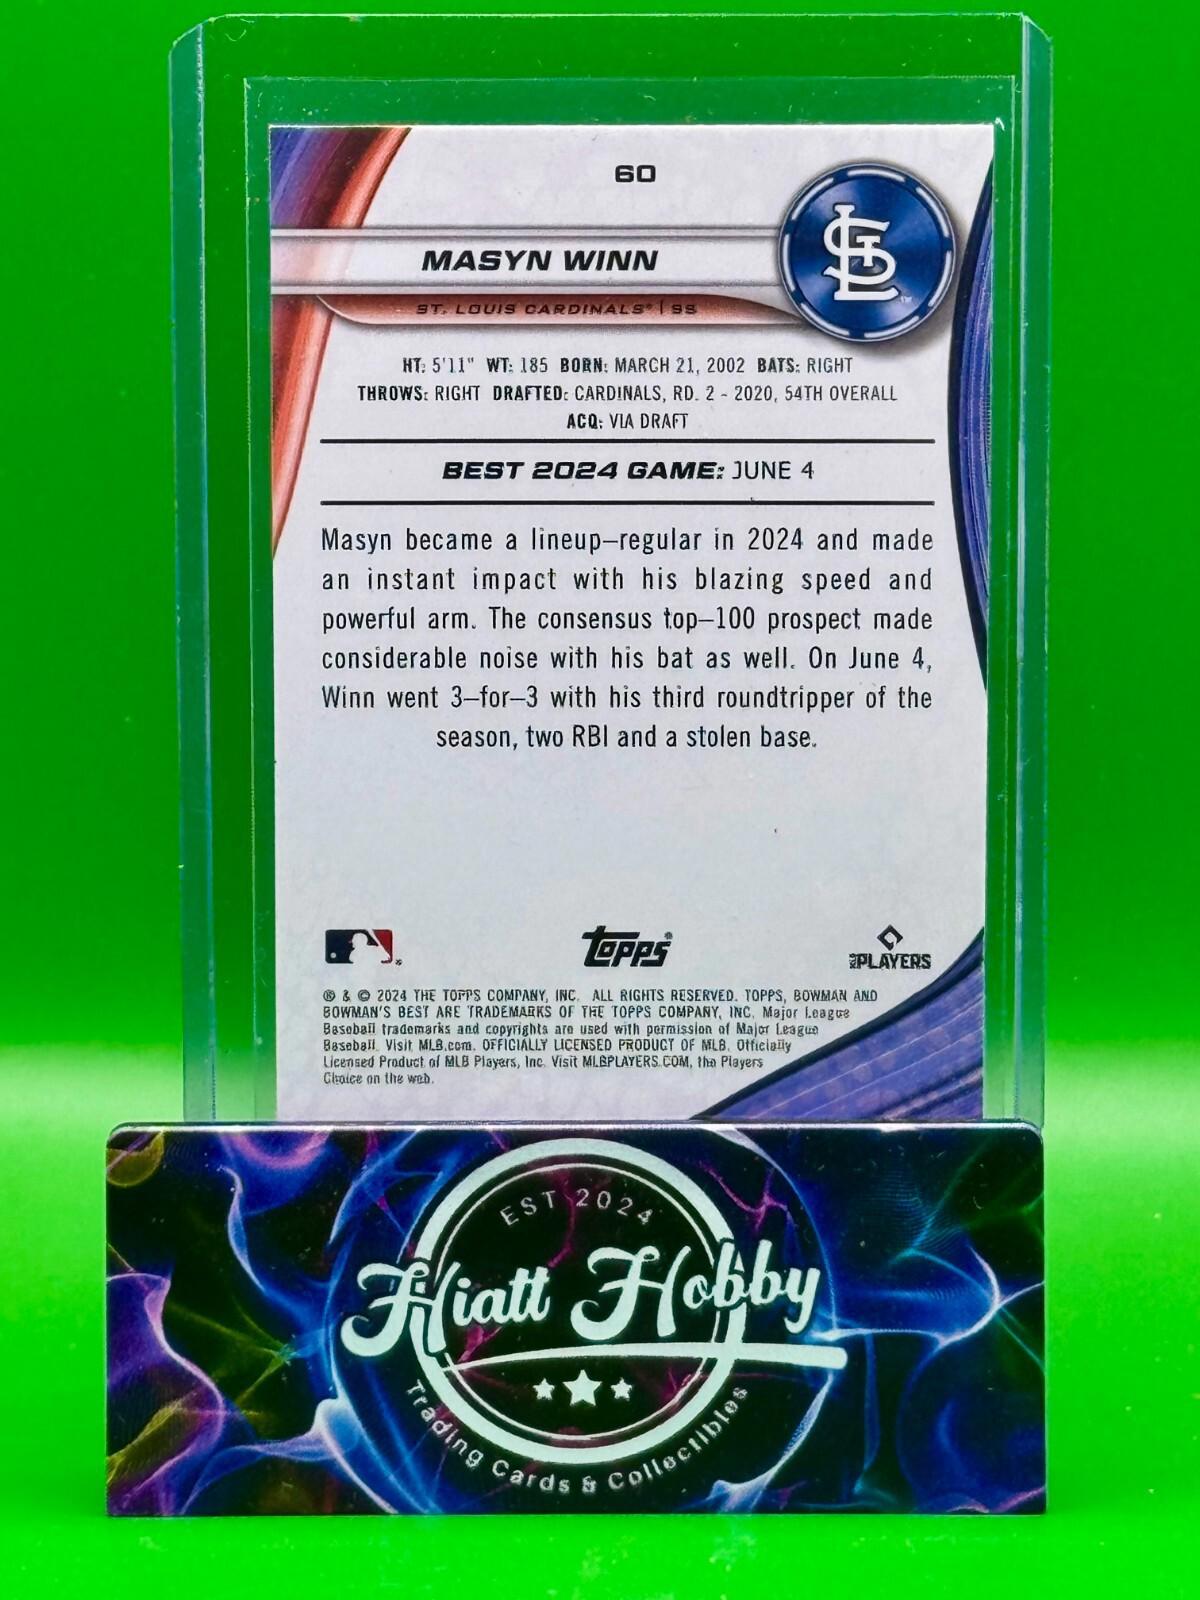 60
MASYN WINN
ST. LOUIS CARDINALS® | SS
HT: 5'11" WT: 185 BORN: MARCH 21, 2002 BATS: RIGHT
THROWS: RIGHT DRAFTED: CARDINALS, RD. 2 - 2020, 54TH OVERALL
ACQ: VIA DRAFT
BEST 2024 GAME: JUNE 4
Masyn became a lineup–regular in 2024 and made
an instant impact with his blazing speed and
powerful arm. The consensus top–100 prospect made
considerable noise with his bat as well. On June 4,
Winn went 3–for–3 with his third roundtripper of the
season, two RBI and a stolen base.
Topps®
MLB PLAYERS
® & © 2024 THE TOPPS COMPANY, INC. ALL RIGHTS RESERVED. TOPPS, BOWMAN AND
BOWMAN'S BEST ARE TRADEMARKS OF THE TOPPS COMPANY, INC. Major League
Baseball trademarks and copyrights are used with permission of Major League
Baseball. Visit MLB.com. OFFICIALLY LICENSED PRODUCT OF MLB. Officially
Licensed Product of MLB Players, Inc. Visit MLBPLAYERS.COM, the Players
Choice on the web.
EST 2024
Hiatt Hobby
Trading Cards & Collectibles